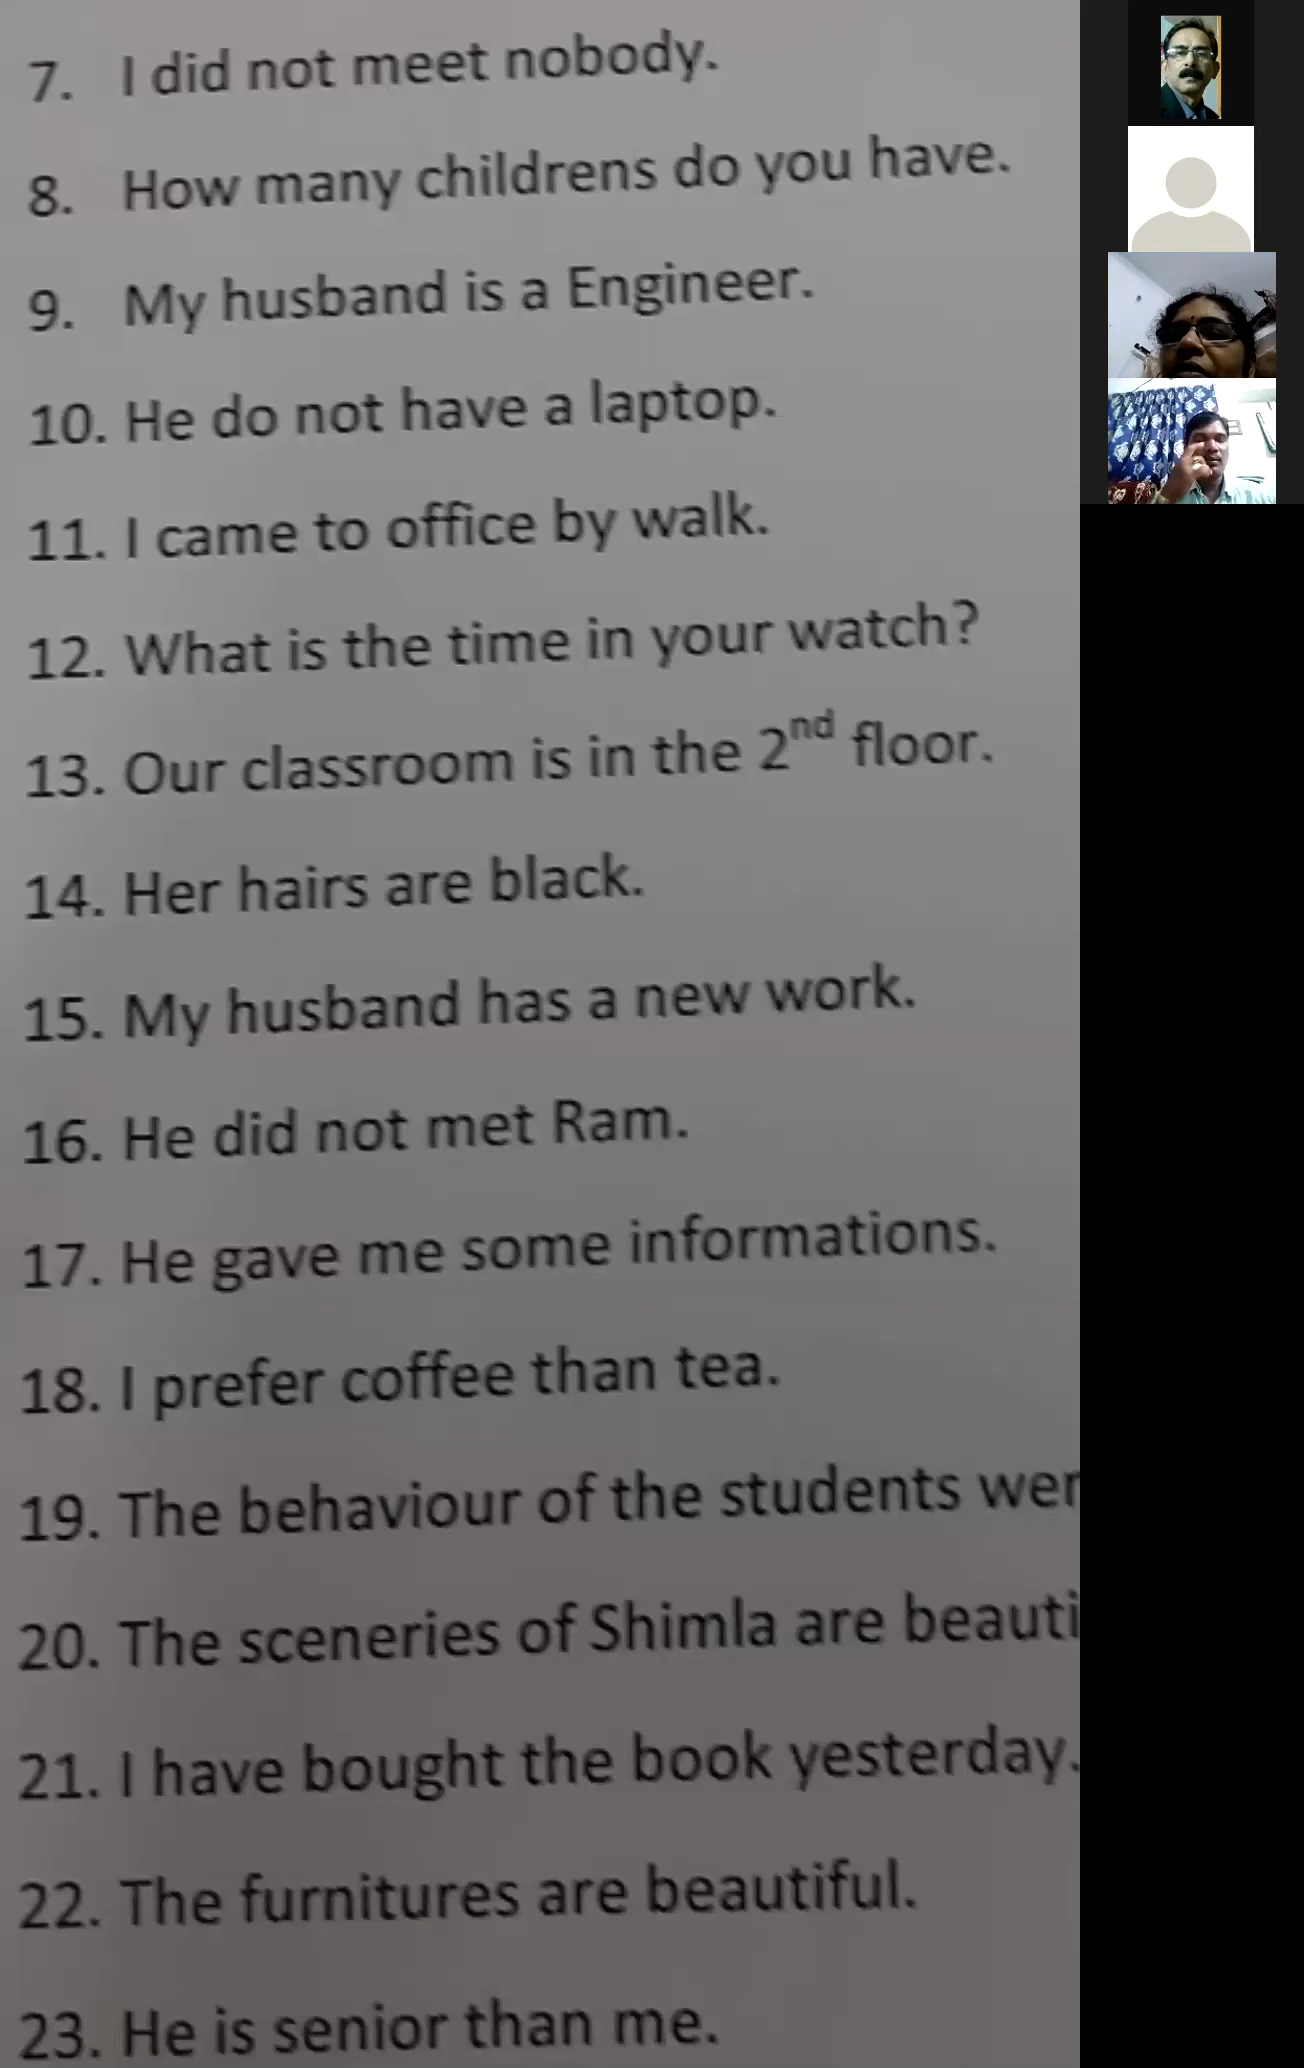 7. I did not meet nobody.
8. How many childrens do you have.
9. My husband is a Engineer.
10. He do not have a laptop.
11. I came to office by walk.
12. What is the time in your watch?
13. Our classroom is in the 2nd floor.
14. Her hairs are black.
15. My husband has a new work.
16. He did not met Ram.
17. He gave me some informations.
18. I prefer coffee than tea.
19. The behaviour of the students wer
20. The sceneries of Shimla are beauti
21. I have bought the book yesterday.
22. The furnitures are beautiful.
23. He is senior than me.